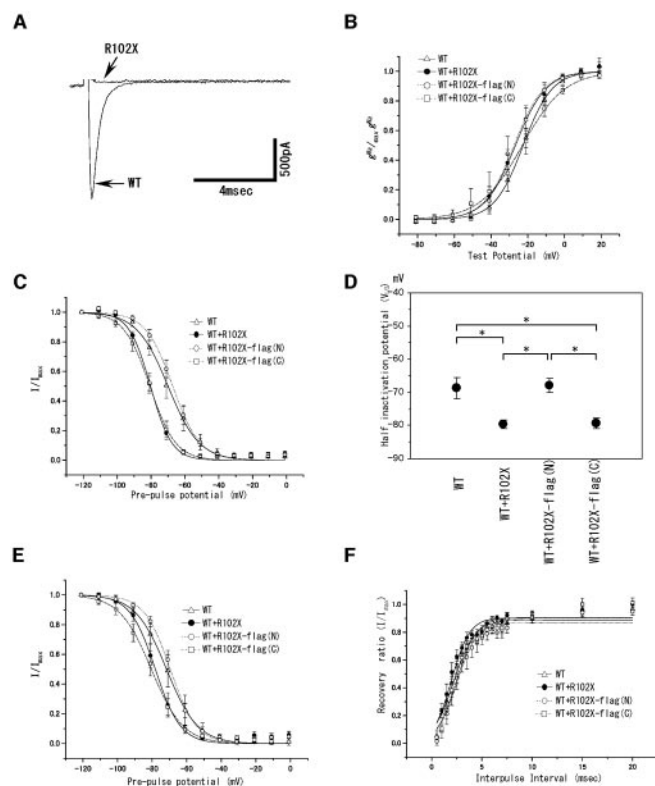 A
R102X
WT
4msec
500pA
B
WT
WT+R102X
WT+R102X-flag(N)
WT+R102X-flag(C)
1.0
0.8
0.6
0.4
0.2
0.0
-80 -60 -40 -20 0 20
Test Potential (mV)
C
I/Imax
1.0
0.8
0.6
0.4
0.2
0.0
WT
WT+R102X
WT+R102X-flag(N)
WT+R102X-flag(C)
-120 -100 -80 -60 -40 -20 0
Pre-pulse potential (mV)
D
mV
Half inactivation potential (V1/2)
-40
-50
-60
-70
-80
-90
*
*
*
*
WT
WT+R102X
WT+R102X-flag(N)
WT+R102X-flag(C)
E
I/Imax
1.0
0.8
0.6
0.4
0.2
0.0
WT
WT+R102X
WT+R102X-flag(N)
WT+R102X-flag(C)
-120 -100 -80 -60 -40 -20 0
Pre-pulse potential (mV)
F
Recovery ratio (I/Imax)
1.0
0.8
0.6
0.4
0.2
0.0
WT
WT+R102X
WT+R102X-flag(N)
WT+R102X-flag(C)
0 5 10 15 20
Interpulse Interval (msec)